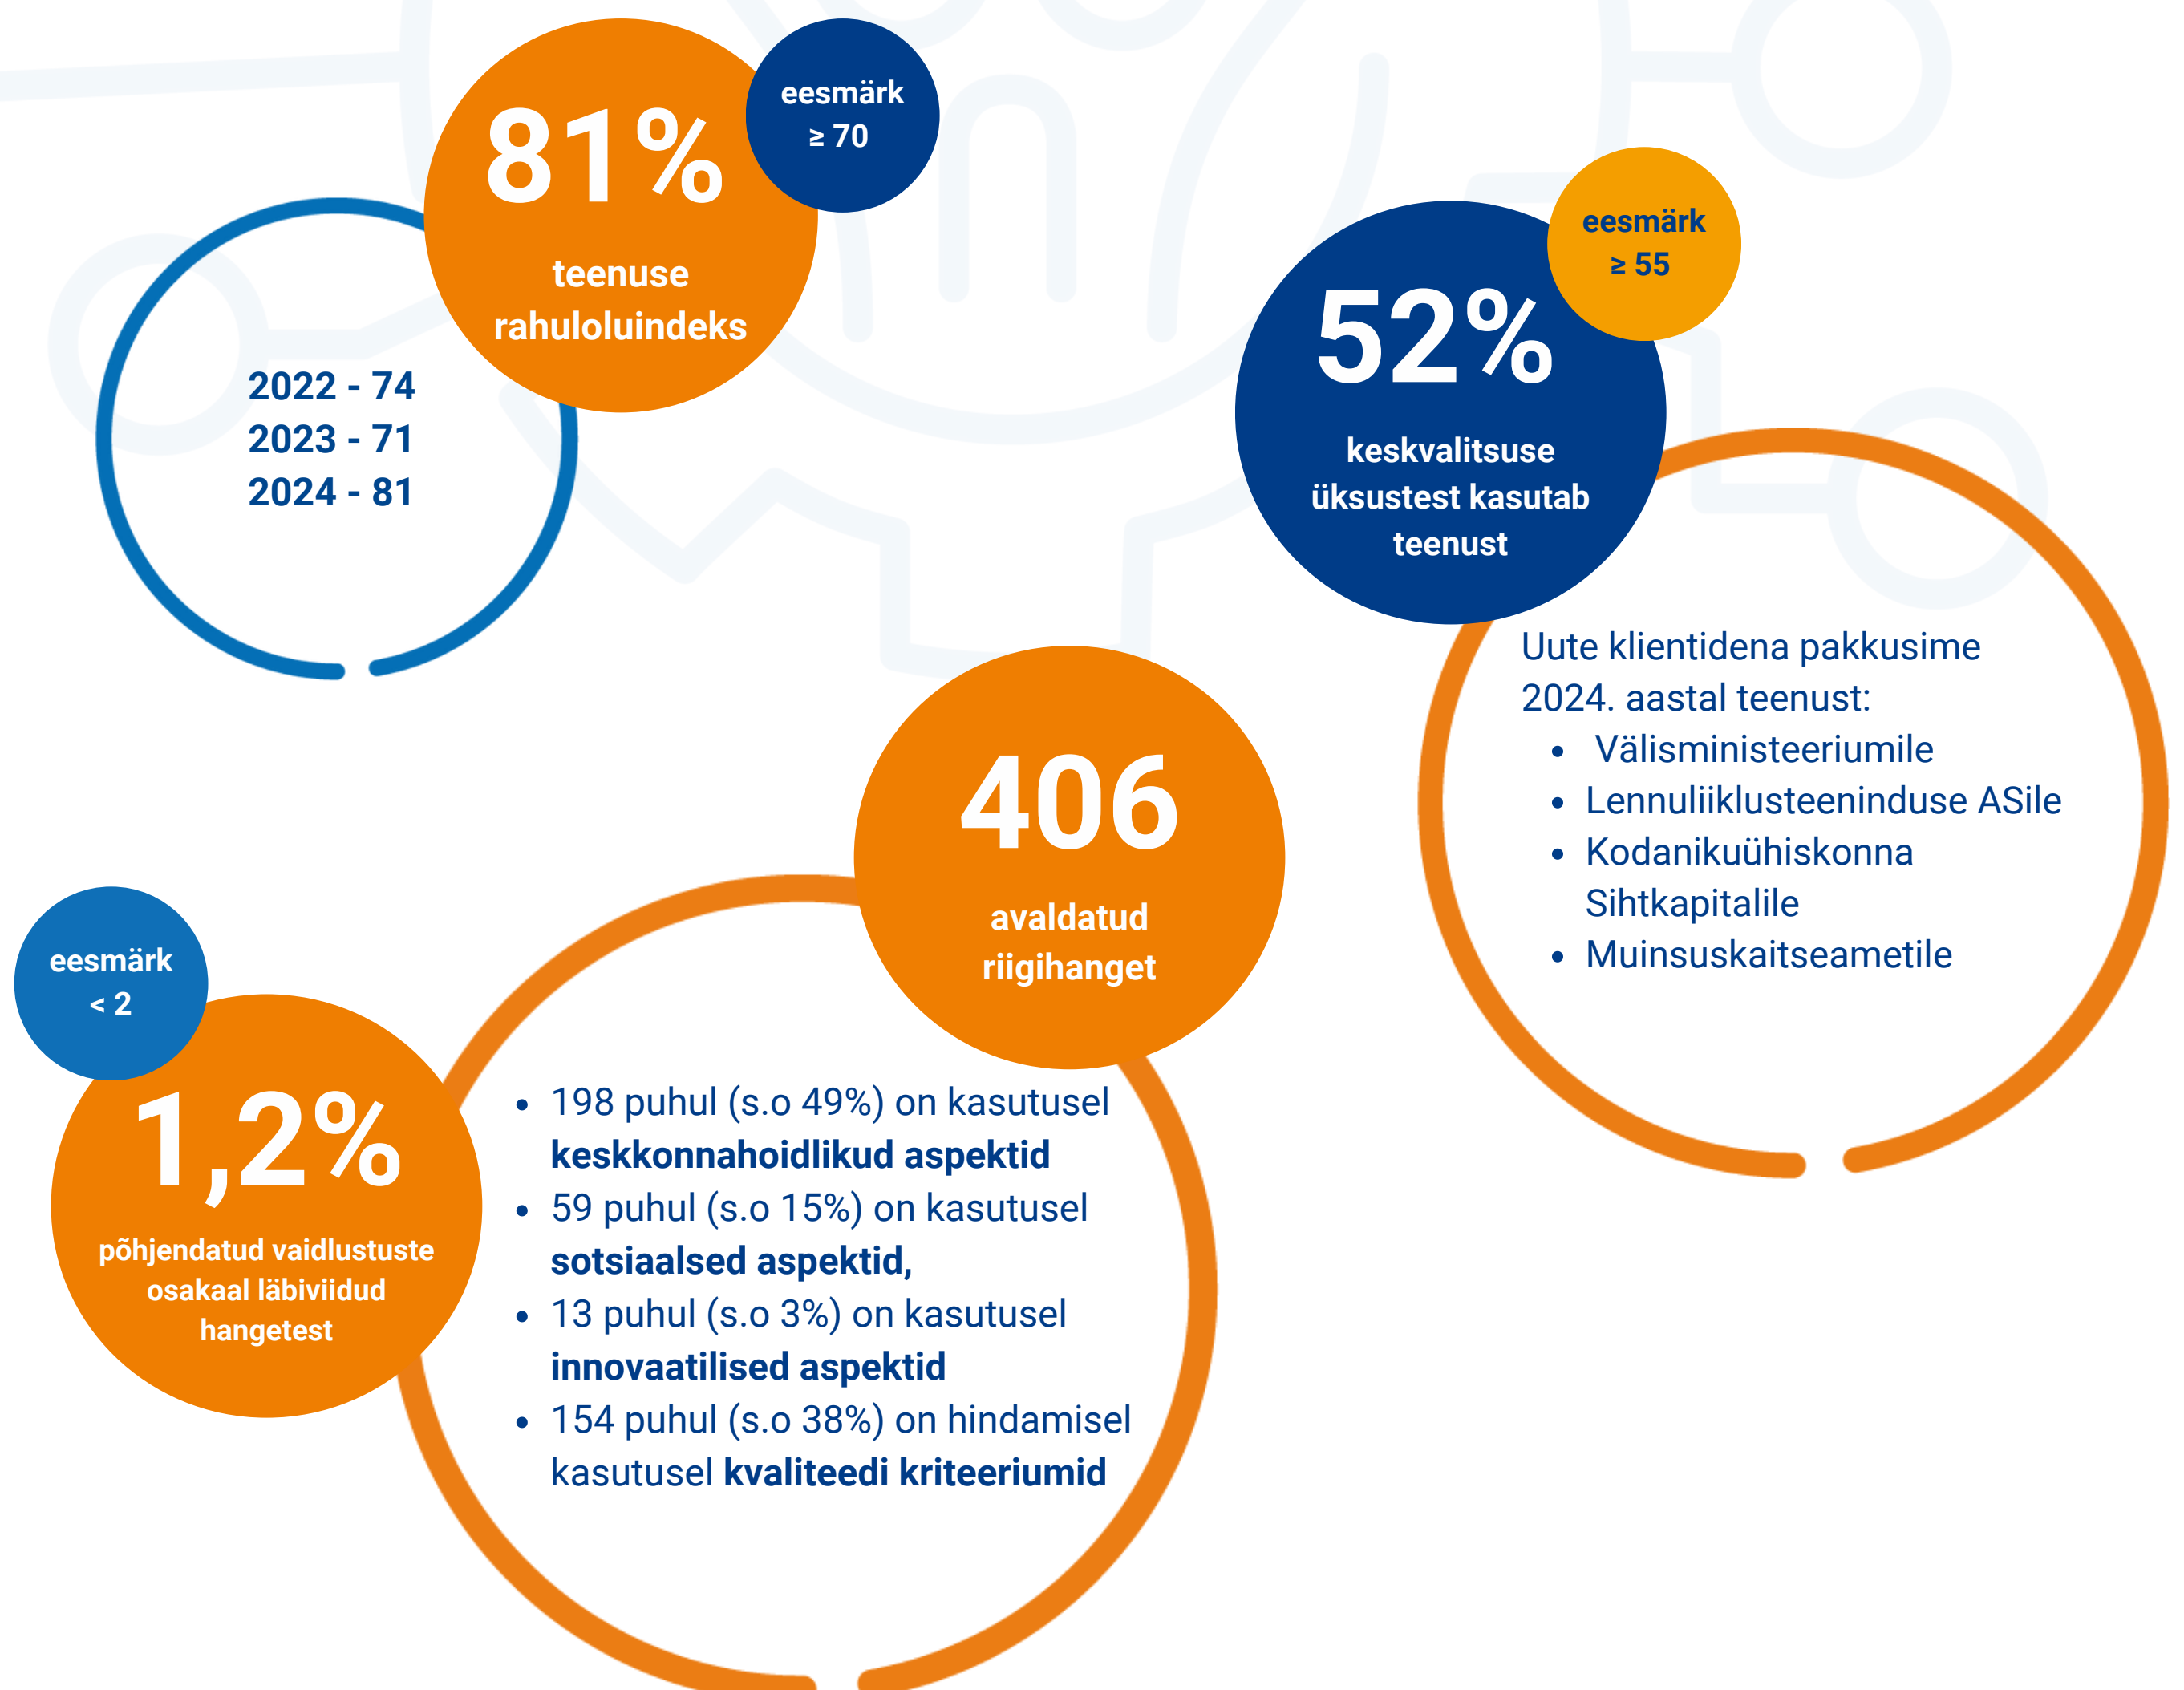 81%
teenuse
rahuloluindeks
eesmärk
≥ 70
2022 - 74
2023 - 71
2024 - 81
52%
keskvalitsuse
üksustest kasutab
teenust
eesmärk
≥ 55
Uute klientidena pakkusime
2024. aastal teenust:
• Välisministeeriumile
• Lennuliiklusteeninduse ASile
• Kodanikuühiskonna
Sihtkapitalile
• Muinsuskaitseametile
406
avaldatud
riigihanget
eesmärk
< 2
1,2%
põhjendatud vaidlustuste
osakaal läbiviidud
hangetest
• 198 puhul (s.o 49%) on kasutusel
keskkonnahoidlikud aspektid
• 59 puhul (s.o 15%) on kasutusel
sotsiaalsed aspektid,
• 13 puhul (s.o 3%) on kasutusel
innovaatilised aspektid
• 154 puhul (s.o 38%) on hindamisel
kasutusel kvaliteedi kriteeriumid